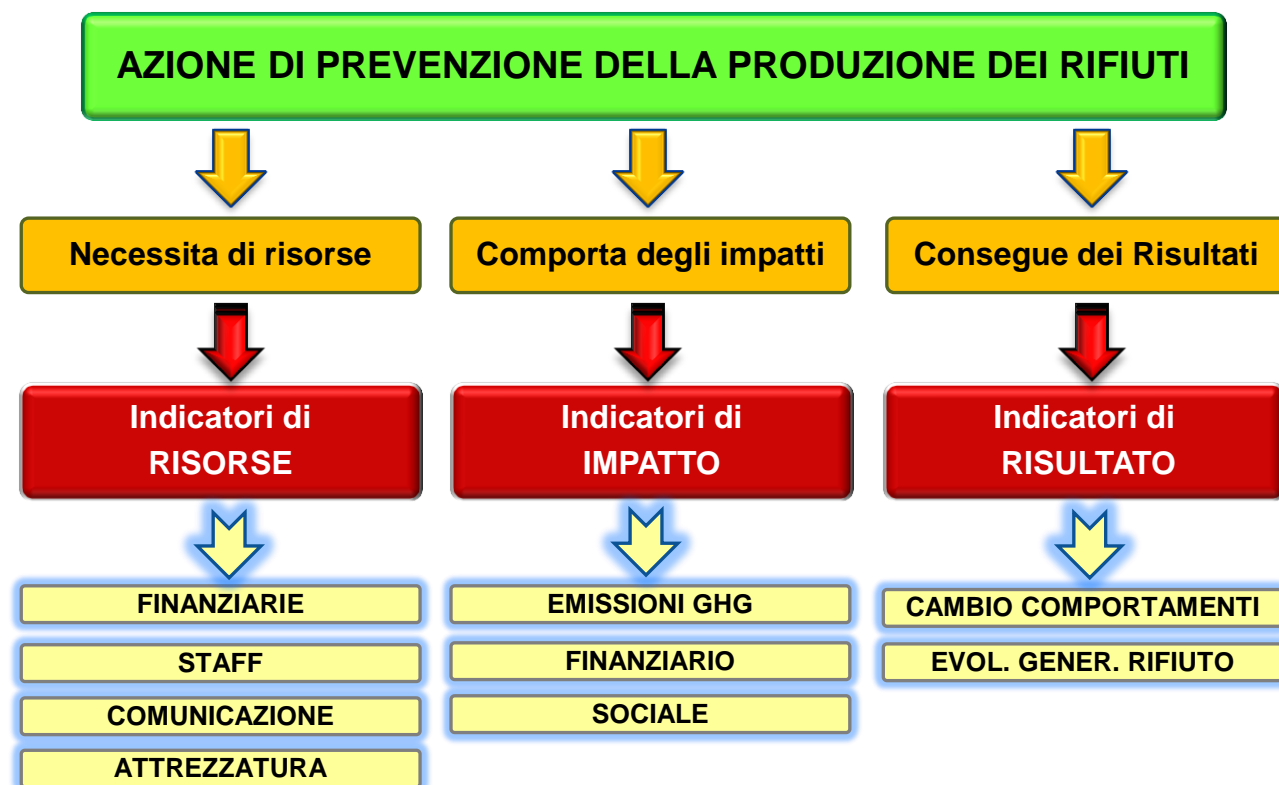 AZIONE DI PREVENZIONE DELLA PRODUZIONE DEI RIFIUTI
Necessita di risorse
Comporta degli impatti
Consegue dei Risultati
Indicatori di
RISORSE
Indicatori di
IMPATTO
Indicatori di
RISULTATO
FINANZIARIE
STAFF
COMUNICAZIONE
ATTREZZATURA
EMISSIONI GHG
FINANZIARIO
SOCIALE
CAMBIO COMPORTAMENTI
EVOL. GENER. RIFIUTO